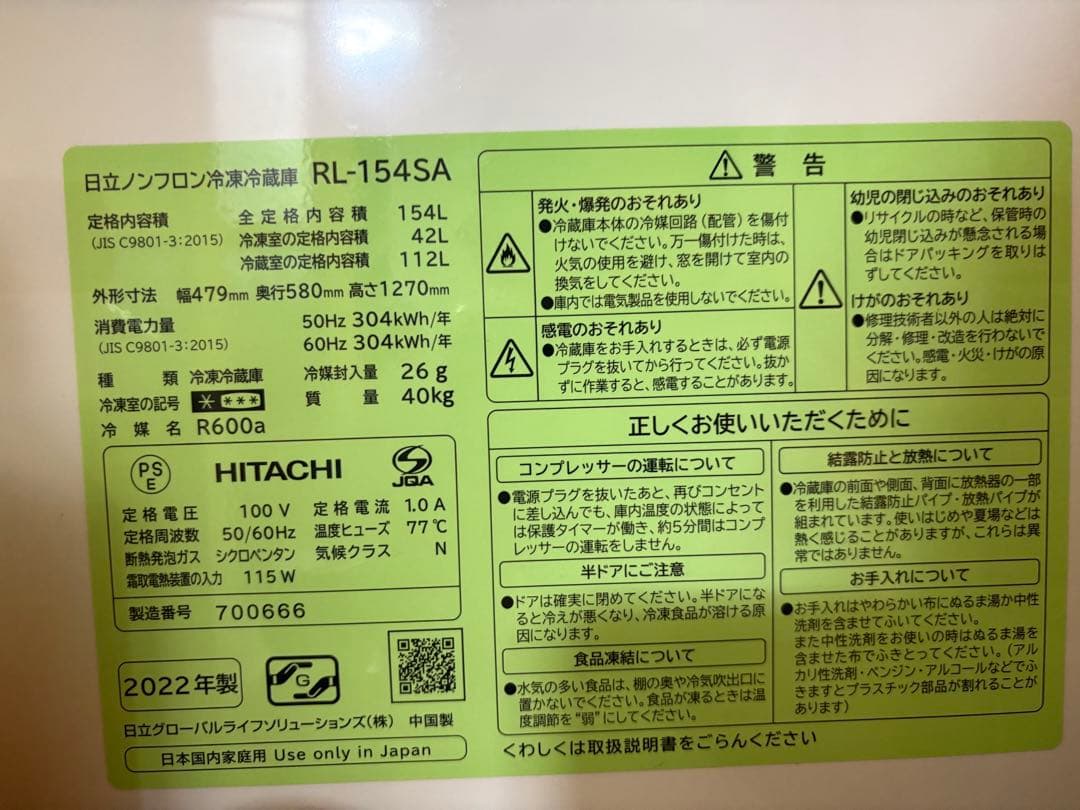 日立ノンフロン冷凍冷蔵庫 RL-154SA
定格内容積 全定格内容積 154L
(JIS C9801-3:2015) 冷凍室の定格内容積 42L
冷蔵室の定格内容積 112L
外形寸法 幅479mm 奥行580mm 高さ1270mm
消費電力量 50Hz 304kWh/年
(JIS C9801-3:2015) 60Hz 304kWh/年
種類 冷凍冷蔵庫 冷媒封入量 26g
冷凍室の記号 * *** 質量 40kg
冷媒名 R600a
PSE HITACHI JQA
定格電圧 100V 定格電流 1.0A
定格周波数 50/60Hz 温度ヒューズ 77℃
断熱発泡ガス シクロペンタン 気候クラス N
霜取電熱装置の入力 115W
製造番号 700666
2022年製 G
日立グローバルライフソリューションズ(株) 中国製
日本国内家庭用 Use only in Japan
警告
発火・爆発のおそれあり
●冷蔵庫本体の冷媒回路(配管)を傷付
けないでください。万一傷付けた時は、
火気の使用を避け、窓を開けて室内の
換気をしてください。
●庫内では電気製品を使用しないでください。
感電のおそれあり
●冷蔵庫をお手入れするときは、必ず電源
プラグを抜いてから行ってください。抜か
ずに作業すると、感電することがあります。
幼児の閉じ込みのおそれあり
●リサイクルの時など、保管時の
幼児閉じ込みが懸念される場
合はドアパッキングを取りは
ずしてください。
けがのおそれあり
●修理技術者以外の人は絶対に
分解・修理・改造を行わないで
ください。感電・火災・けがの原
因になります。
正しくお使いいただくために
コンプレッサーの運転について
●電源プラグを抜いたあと、再びコンセント
に差し込んでも、庫内温度の状態によって
は保護タイマーが働き、約5分間はコンプ
レッサーの運転をしません。
半ドアにご注意
●ドアは確実に閉めてください。半ドアにな
ると冷えが悪くなり、冷凍食品が溶ける原
因になります。
食品凍結について
●水気の多い食品は、棚の奥や冷気吹出口に
置かないでください。食品が凍るときは温
度調節を“弱”にしてください。
結露防止と放熱について
●冷蔵庫の前面や側面、背面に放熱器の一部
を利用した結露防止パイプ・放熱パイプが
組まれています。使いはじめや夏場などは
熱く感じることがありますが、これらは異
常ではありません。
お手入れについて
●お手入れはやわらかい布にぬるま湯か中性
洗剤を含ませてふいてください。
また中性洗剤をお使いの時はぬるま湯を
含ませた布でふきとってください。(アル
カリ性洗剤・ベンジン・アルコールなどでふ
きますとプラスチック部品が割れることが
あります)
くわしくは取扱説明書をごらんください